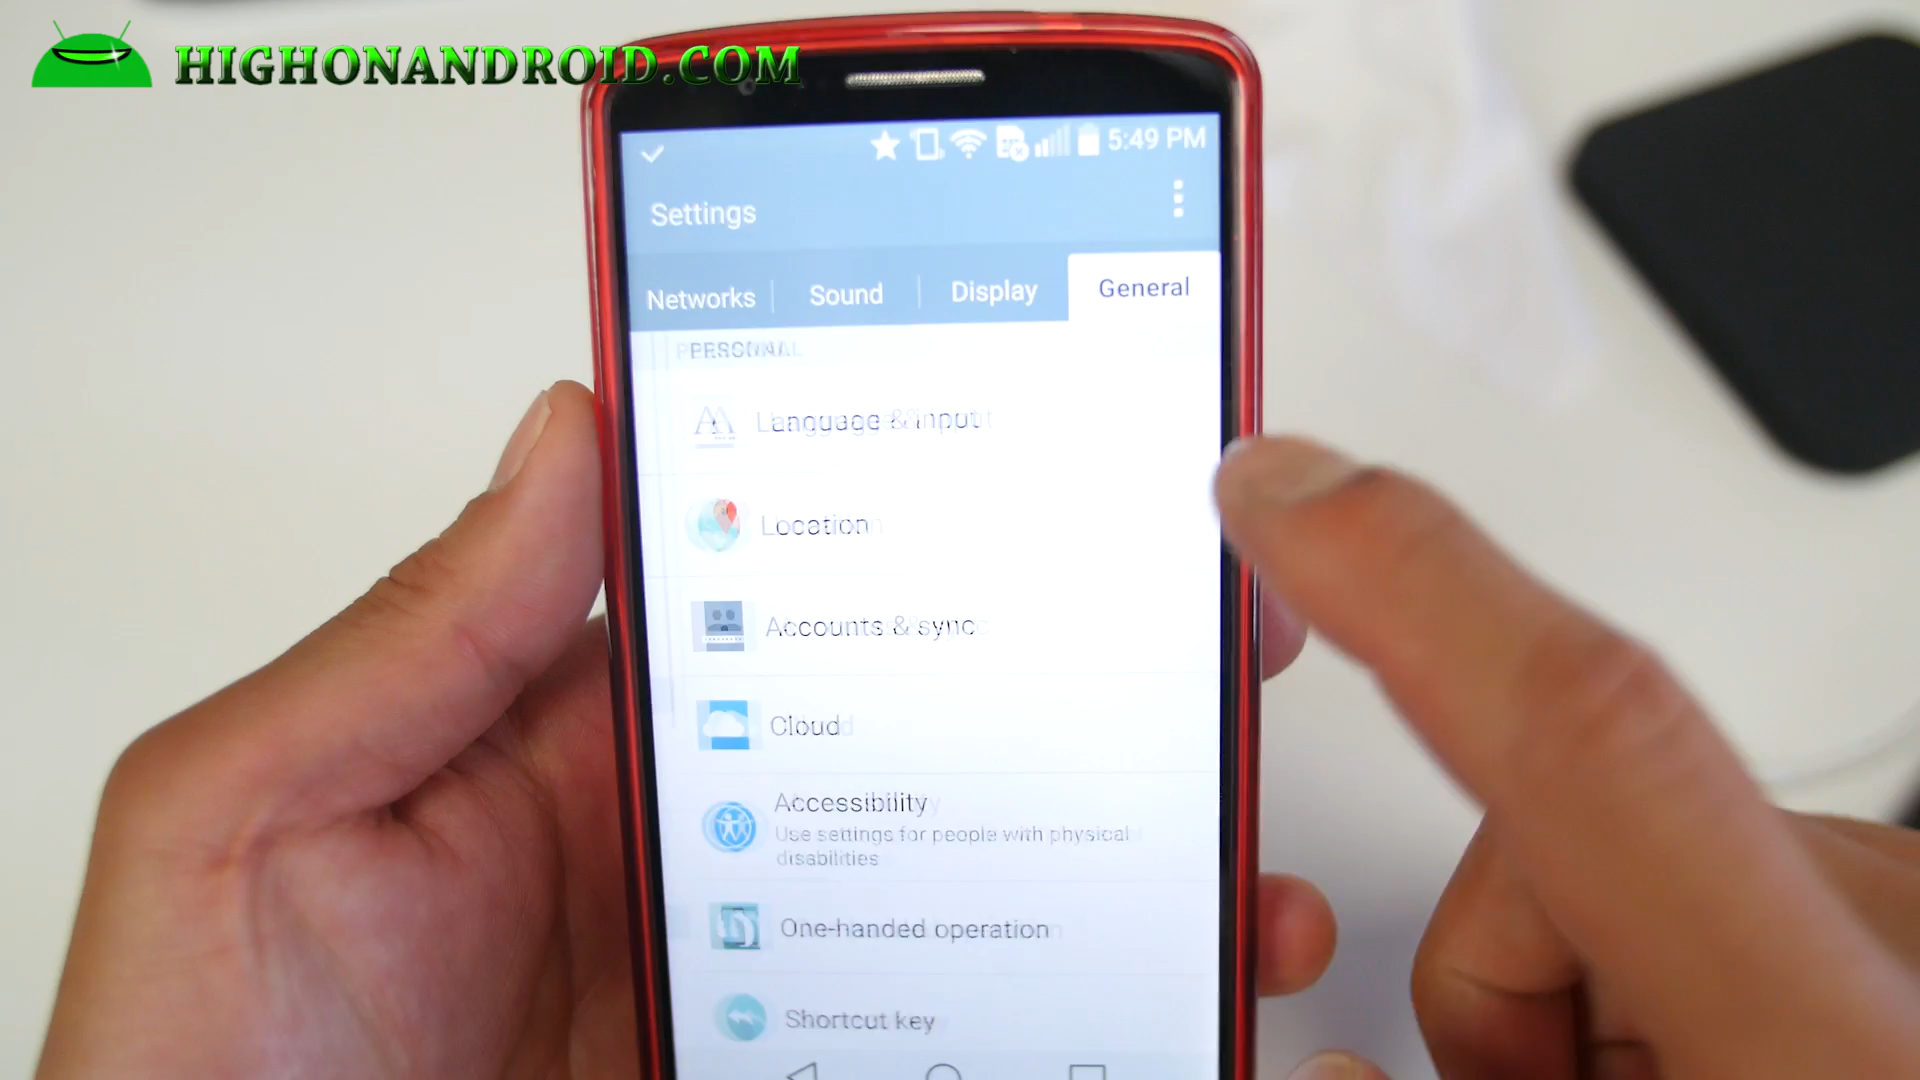 HIGHONANDROID.COM
5:49 PM
Settings
Networks
Sound
Display
General
PERSONAL
Language & input
Location
Accounts & sync
Cloud
Accessibility
Use settings for people with physical
disabilities
One-handed operation
Shortcut key